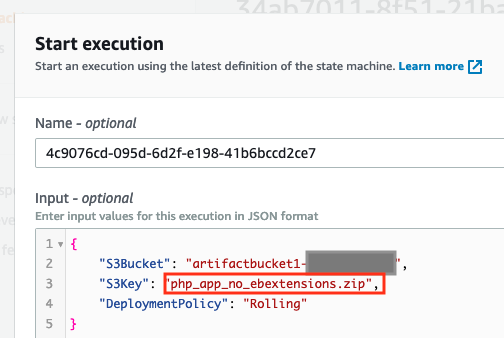 34ab7011-8f51-21ba
Start execution
Start an execution using the latest definition of the state machine. Learn more
Name - optional
4c9076cd-095d-6d2f-e198-41b6bccd2ce7
Input - optional
Enter input values for this execution in JSON format
1 {
2 "S3Bucket": "artifactbucket1- ",
3 "S3Key": "php_app_no_ebextensions.zip",
4 "DeploymentPolicy": "Rolling"
5 }